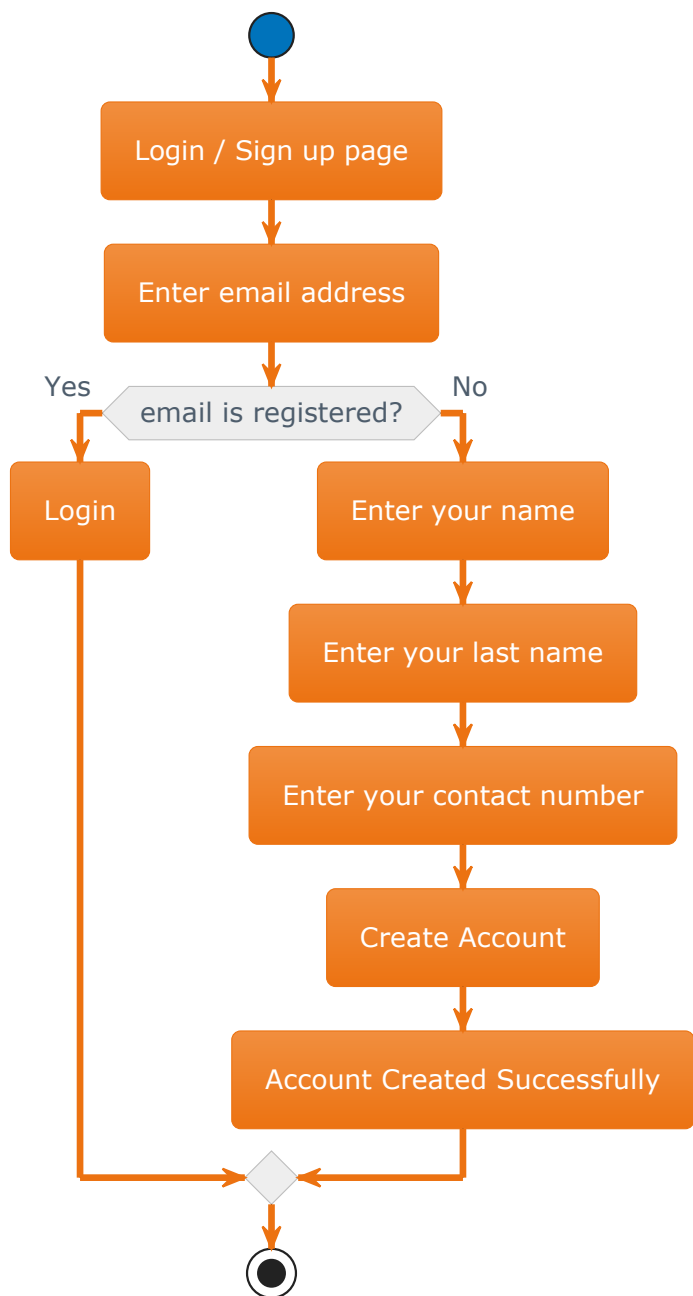 Login / Sign up page
Enter email address
Yes
email is registered?
No
Login
Enter your name
Enter your last name
Enter your contact number
Create Account
Account Created Successfully